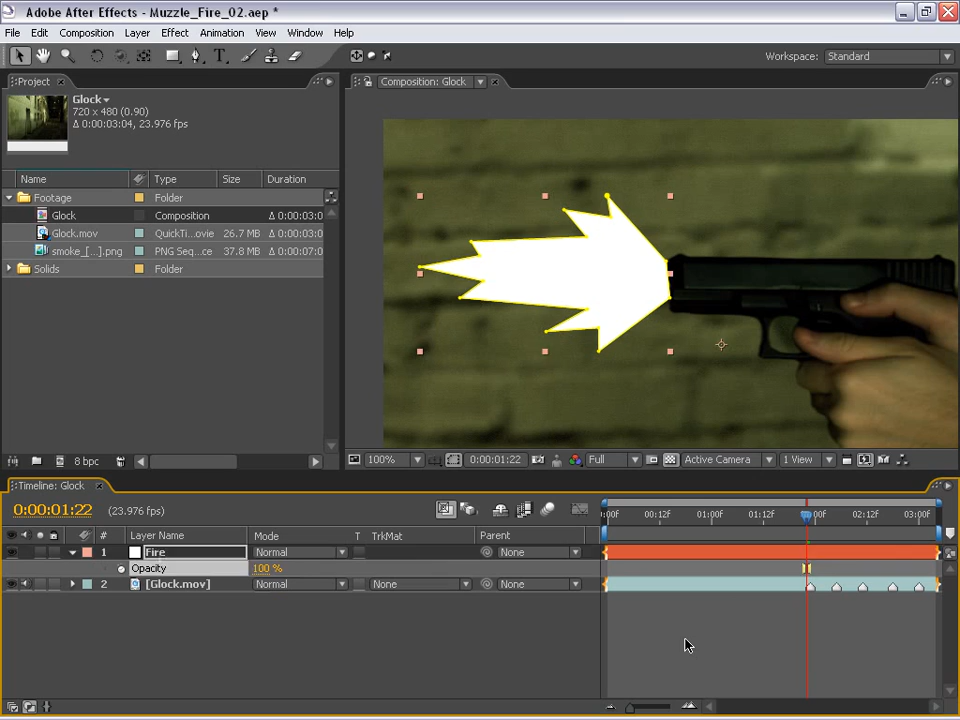 Adobe After Effects - Muzzle_Fire_02.aep *
File Edit Composition Layer Effect Animation View Window Help
Workspace: Standard
Project
Composition: Glock
Glock
720 x 480 (0.90)
Δ 0:00:03:04, 23.976 fps
Name Type Size Duration
Footage Folder
Glock Composition Δ 0:00:03:0
Glock.mov QuickTi...ovie 26.7 MB Δ 0:00:03:0
smoke_[...].png PNG Seq...ce 37.8 MB Δ 0:00:07:0
Solids Folder
8 bpc
100% 0:00:01:22 Full Active Camera 1 View
Timeline: Glock
0:00:01:22 (23.976 fps)
:00f 00:12f 01:00f 01:12f :00f 02:12f 03:00f
# Layer Name Mode T TrkMat Parent
1 Fire Normal None
Opacity 100 %
2 [Glock.mov] Normal None None